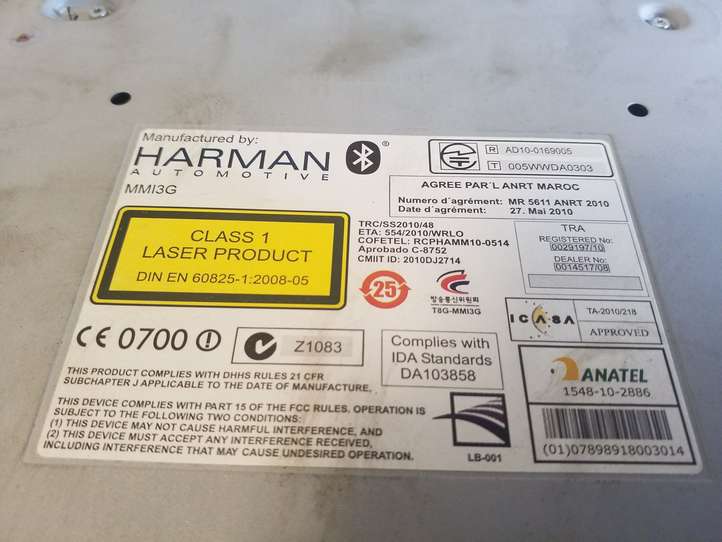 Manufactured by:
HARMAN
AUTOMOTIVE
MMI3G
®
R AD10-0169005
T 005WWDA0303
AGREE PAR´L ANRT MAROC
Numero d´agrément: MR 5611 ANRT 2010
Date d´agrément: 27. Mai 2010
CLASS 1
LASER PRODUCT
DIN EN 60825-1:2008-05
TRC/SS2010/48
ETA: 554/2010/WRLO
COFETEL: RCPHAMM10-0514
Aprobado C-8752
CMIIT ID: 2010DJ2714
TRA
REGISTERED No:
0029197/10
DEALER No:
0014517/08
25
방송통신위원회
T8G-MMI3G
ICASA
TA-2010/218
APPROVED
CE 0700
Z1083
Complies with
IDA Standards
DA103858
ANATEL
1548-10-2886
(01)07898918003014
THIS PRODUCT COMPLIES WITH DHHS RULES 21 CFR
SUBCHAPTER J APPLICABLE TO THE DATE OF MANUFACTURE.
THIS DEVICE COMPLIES WITH PART 15 OF THE FCC RULES. OPERATION IS
SUBJECT TO THE FOLLOWING TWO CONDITIONS:
(1) THIS DEVICE MAY NOT CAUSE HARMFUL INTERFERENCE, AND
(2) THIS DEVICE MUST ACCEPT ANY INTERFERENCE RECEIVED,
INCLUDING INTERFERENCE THAT MAY CAUSE UNDESIRED OPERATION.
LB-001